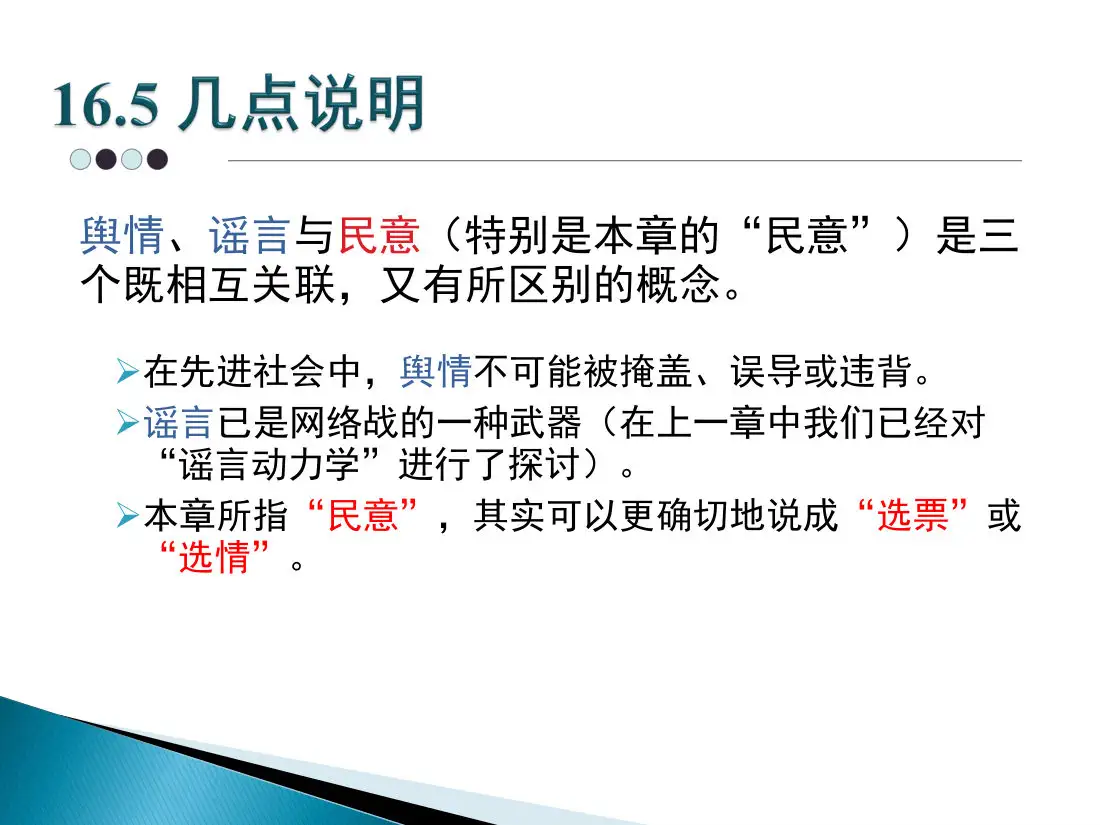 16.5 几点说明
舆情、谣言与民意（特别是本章的“民意”）是三
个既相互关联，又有所区别的概念。
➢在先进社会中，舆情不可能被掩盖、误导或违背。
➢谣言已是网络战的一种武器（在上一章中我们已经对
“谣言动力学”进行了探讨）。
➢本章所指“民意”，其实可以更确切地说成“选票”或
“选情”。